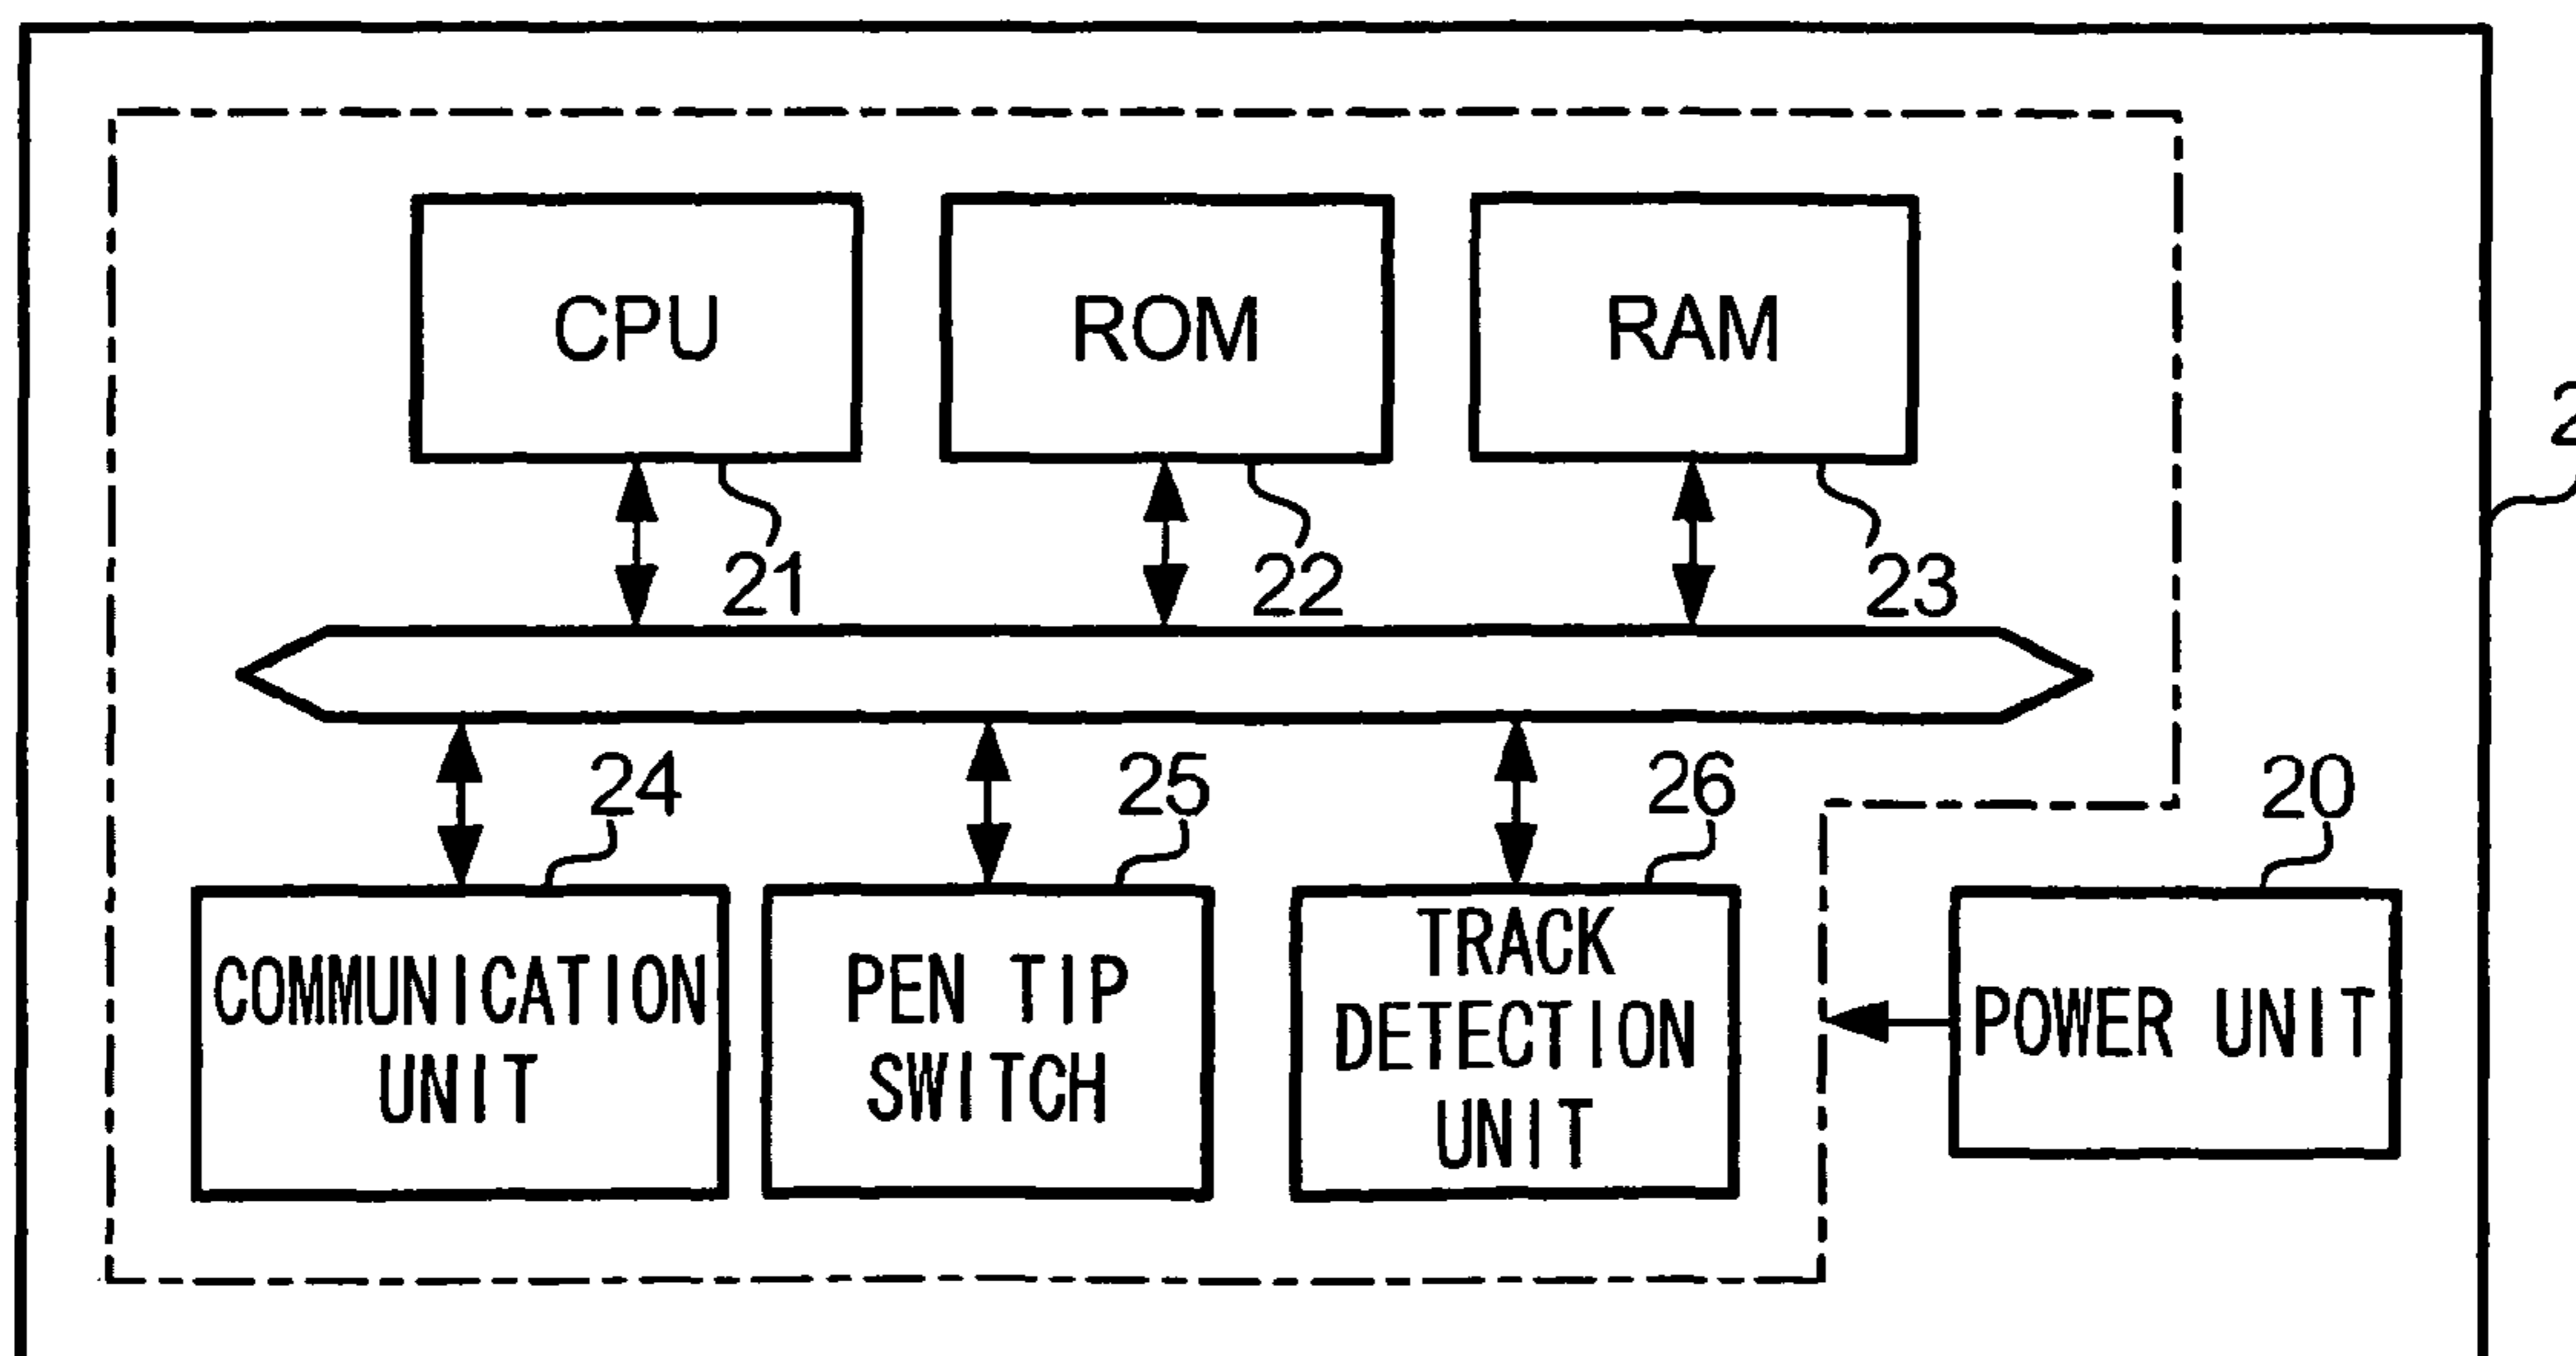 CPU
ROM
RAM
2
21
22
23
24
25
26
20
COMMUNICATION
UNIT
PEN TIP
SWITCH
TRACK
DETECTION
UNIT
POWER UNIT